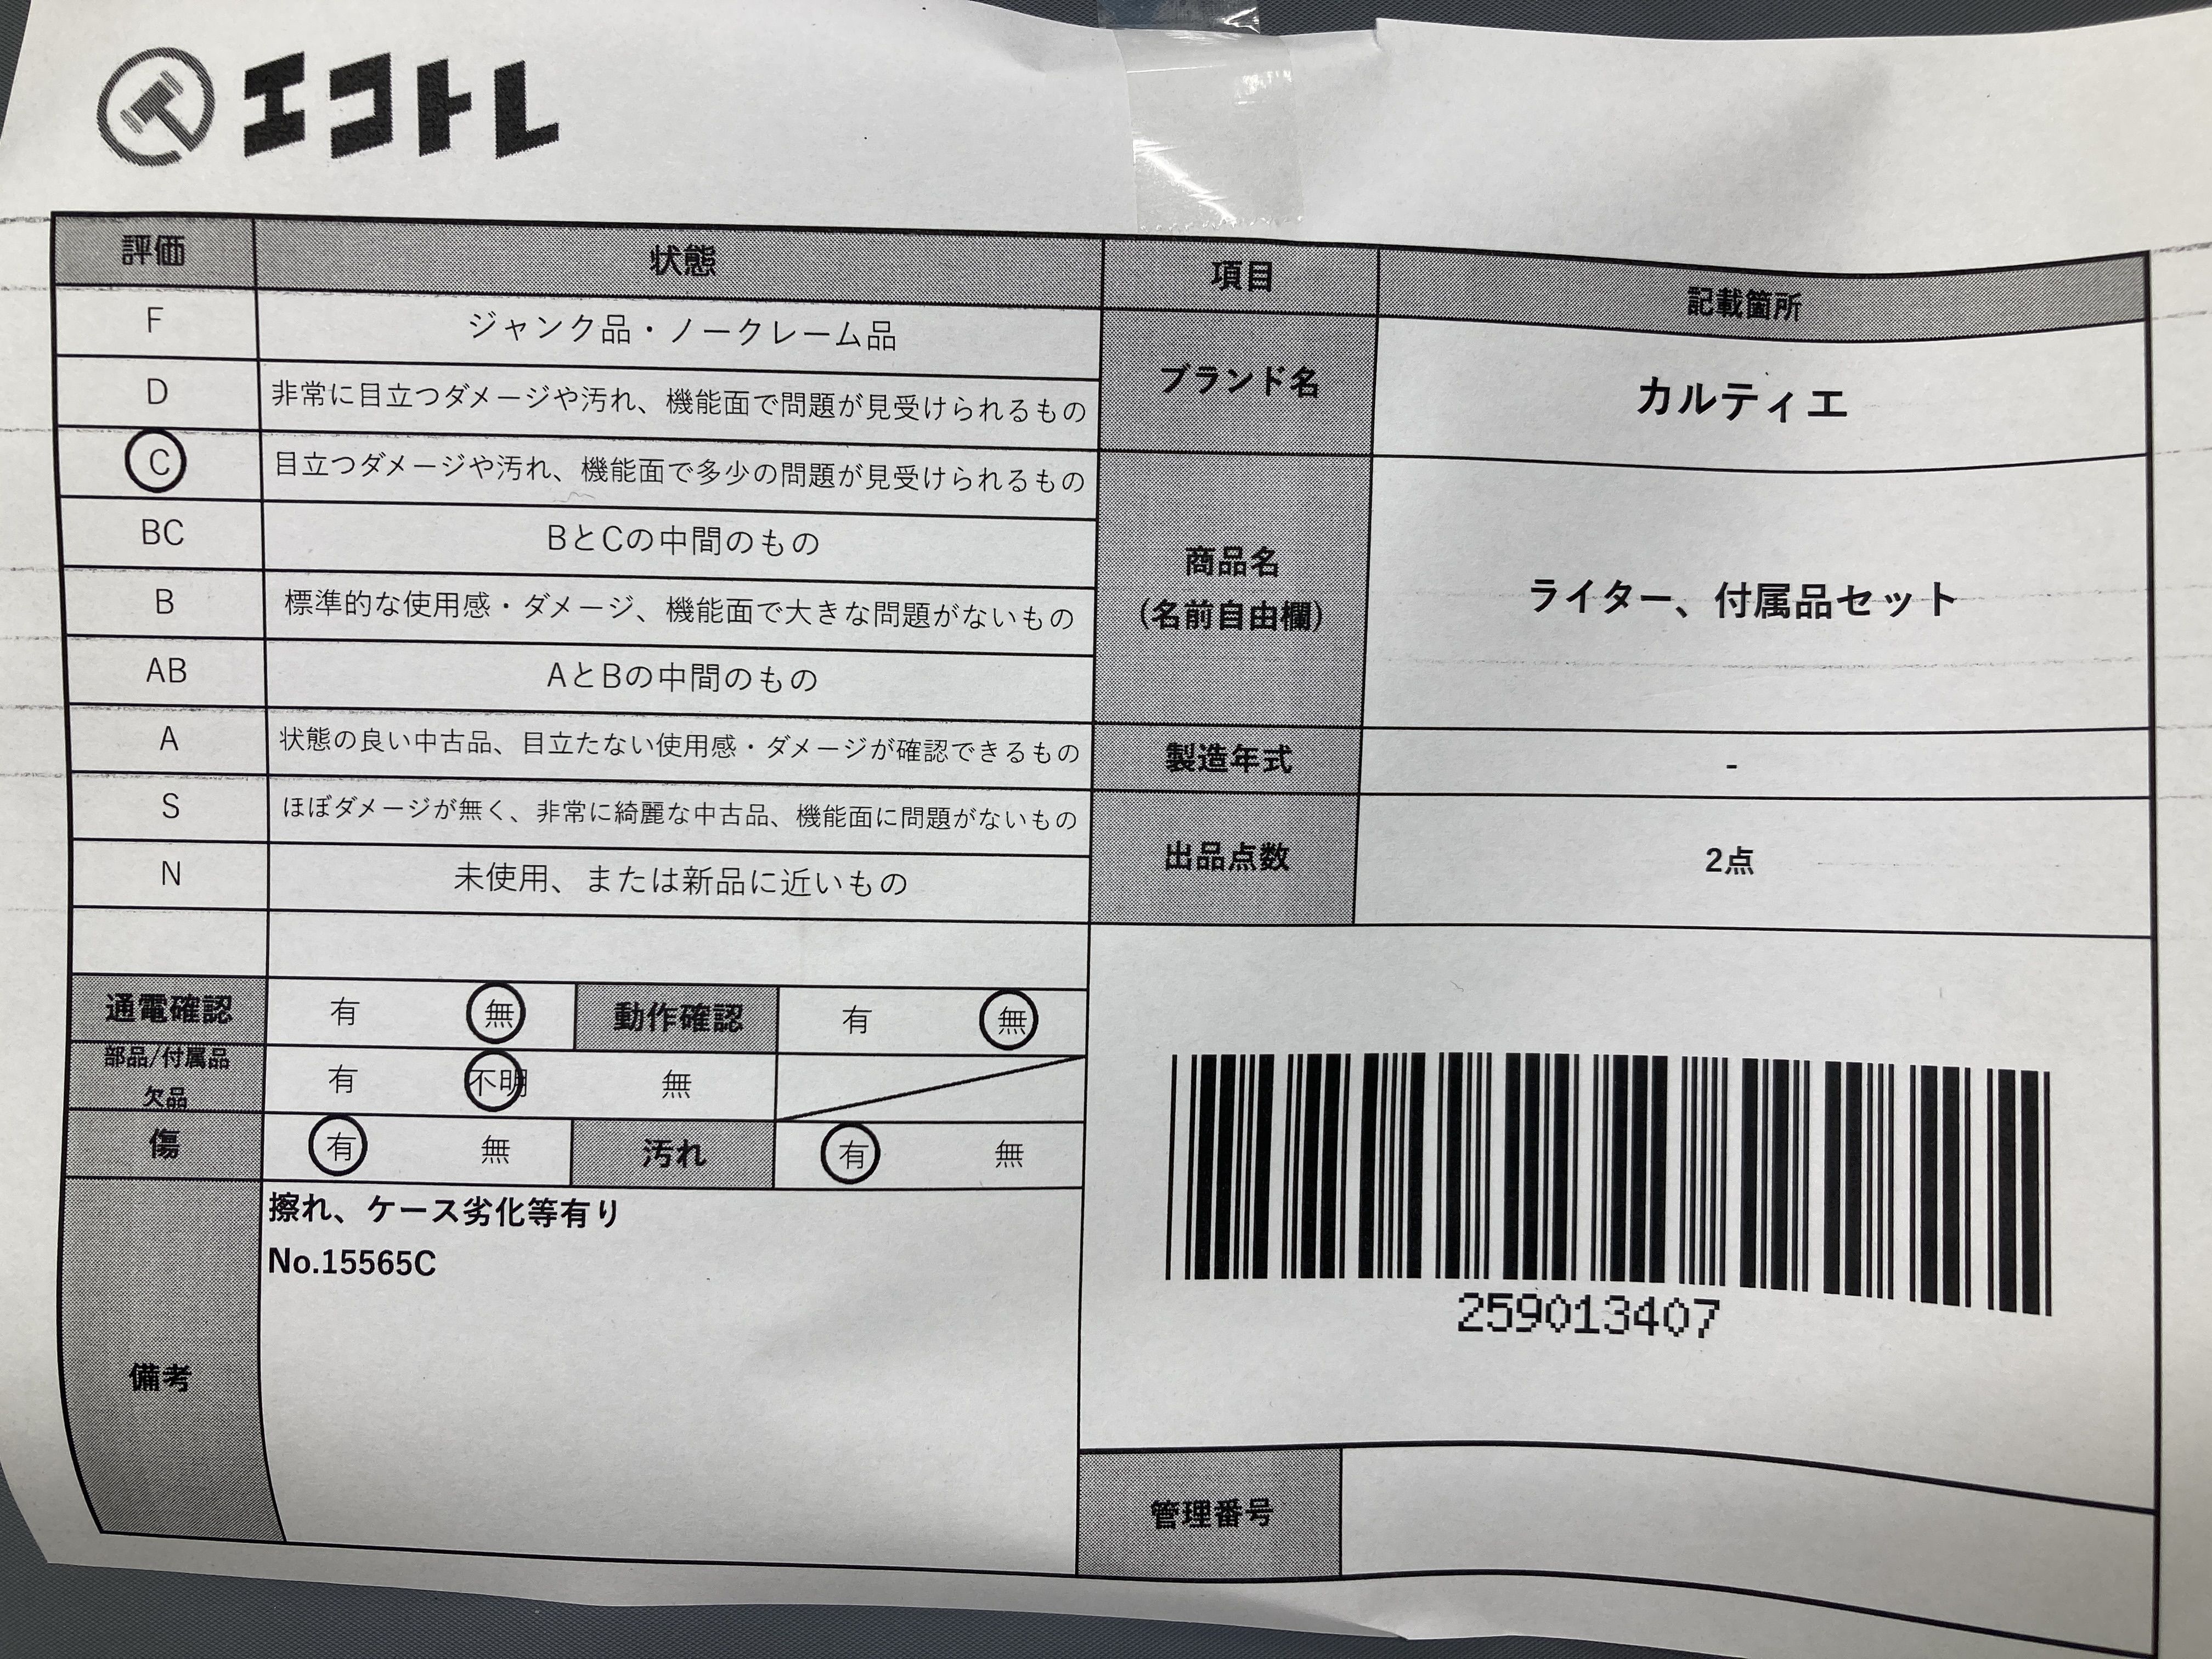 エコトレ
評価 状態 項目 記載箇所
F ジャンク品・ノークレーム品
D 非常に目立つダメージや汚れ、機能面で問題が見受けられるもの
C 目立つダメージや汚れ、機能面で多少の問題が見受けられるもの
BC BとCの中間のもの
B 標準的な使用感・ダメージ、機能面で大きな問題がないもの
AB AとBの中間のもの
A 状態の良い中古品、目立たない使用感・ダメージが確認できるもの
S ほぼダメージが無く、非常に綺麗な中古品、機能面に問題がないもの
N 未使用、または新品に近いもの
ブランド名 カルティエ
商品名
(名前自由欄)
ライター、付属品セット
製造年式 -
出品点数 2点
通電確認 有 無 動作確認 有 無
部品/付属品
欠品
有 不明 無
傷 有 無 汚れ 有 無
備考
擦れ、ケース劣化等有り
No.15565C
259013407
管理番号